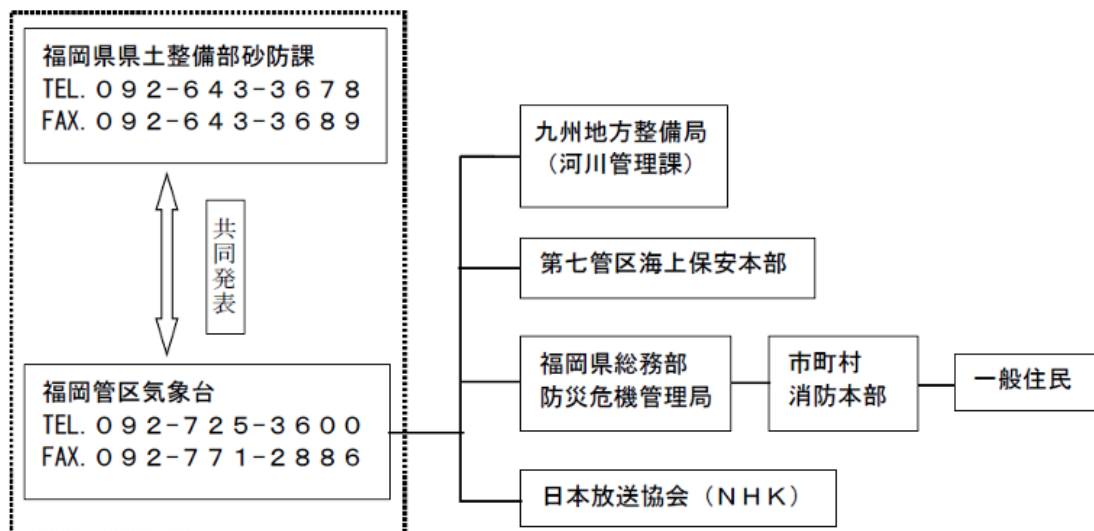 福岡県県土整備部砂防課
TEL. ０９２-６４３-３６７８
FAX. ０９２-６４３-３６８９
共同発表
福岡管区気象台
TEL. ０９２-７２５-３６００
FAX. ０９２-７７１-２８８６
九州地方整備局
（河川管理課）
第七管区海上保安本部
福岡県総務部
防災危機管理局
市町村
消防本部
一般住民
日本放送協会（ＮＨＫ）